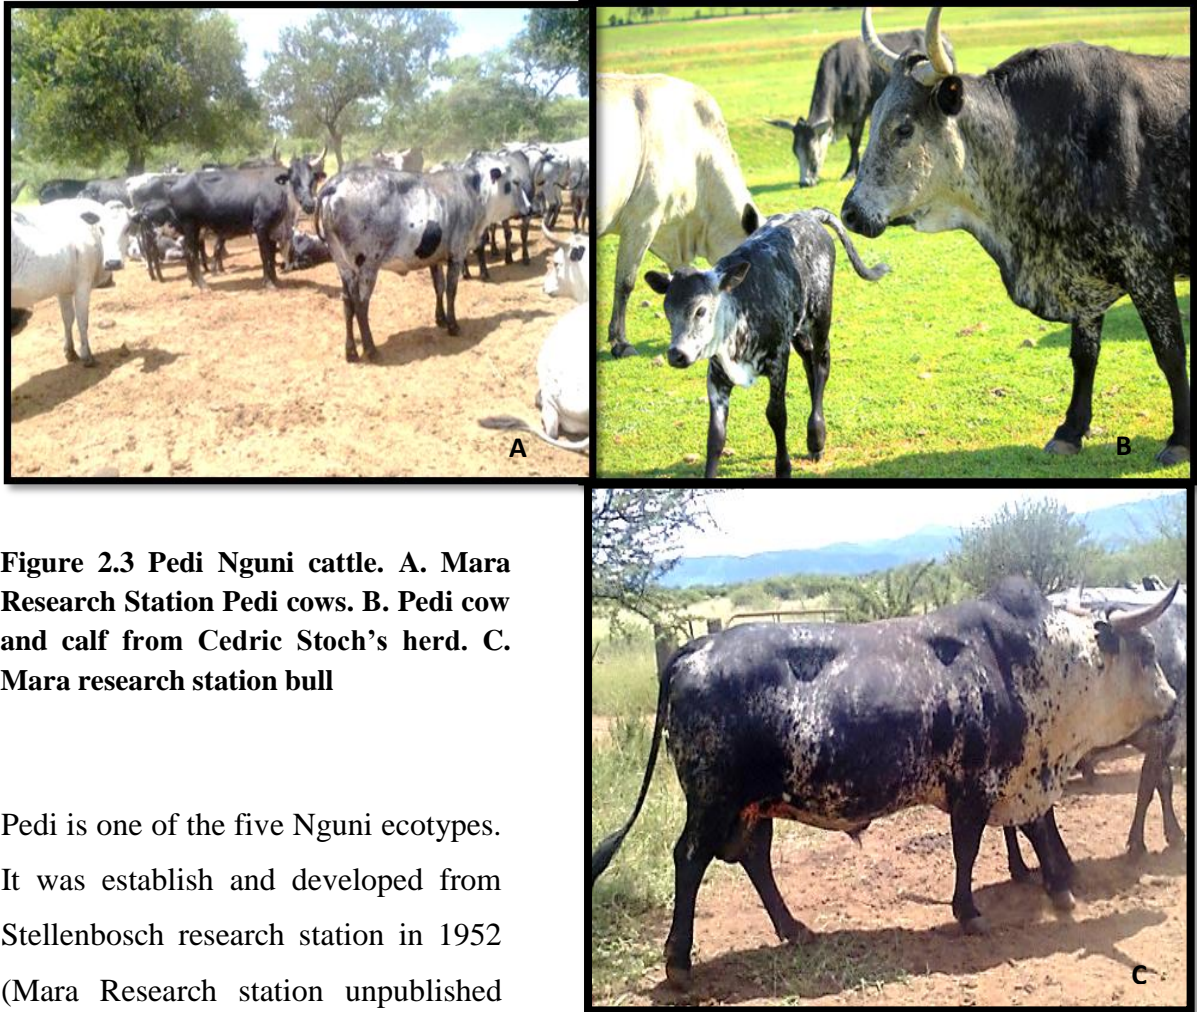 A
B
Figure 2.3 Pedi Nguni cattle. A. Mara
Research Station Pedi cows. B. Pedi cow
and calf from Cedric Stoch’s herd. C.
Mara research station bull
Pedi is one of the five Nguni ecotypes.
It was establish and developed from
Stellenbosch research station in 1952
(Mara Research station unpublished
C